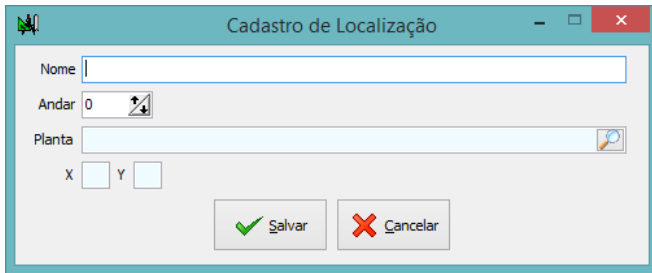 Cadastro de Localização
Nome
Andar 0
Planta
X Y
Salvar Cancelar